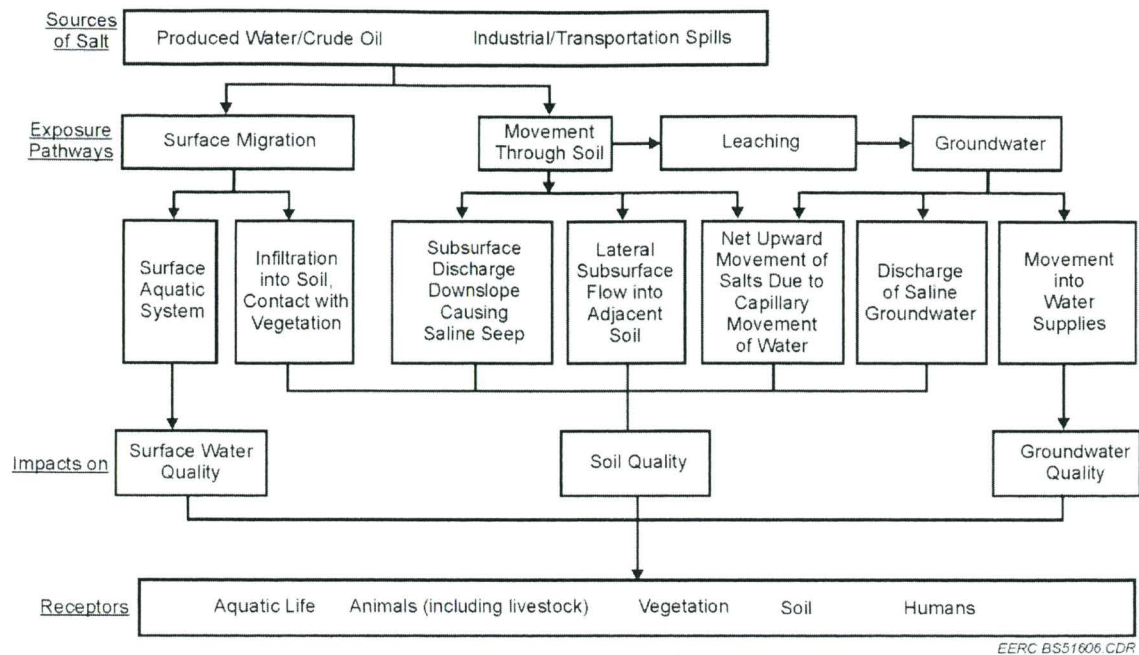 Sources
of Salt
Produced Water/Crude Oil
Industrial/Transportation Spills
Exposure
Pathways
Surface Migration
Movement
Through Soil
Leaching
Groundwater
Surface
Aquatic
System
Infiltration
into Soil,
Contact with
Vegetation
Subsurface
Discharge
Downslope
Causing
Saline Seep
Lateral
Subsurface
Flow into
Adjacent
Soil
Net Upward
Movement of
Salts Due to
Capillary
Movement
of Water
Discharge
of Saline
Groundwater
Movement
into
Water
Supplies
Impacts on
Surface Water
Quality
Soil Quality
Groundwater
Quality
Receptors
Aquatic Life
Animals (including livestock)
Vegetation
Soil
Humans
EERC BS51606.CDR